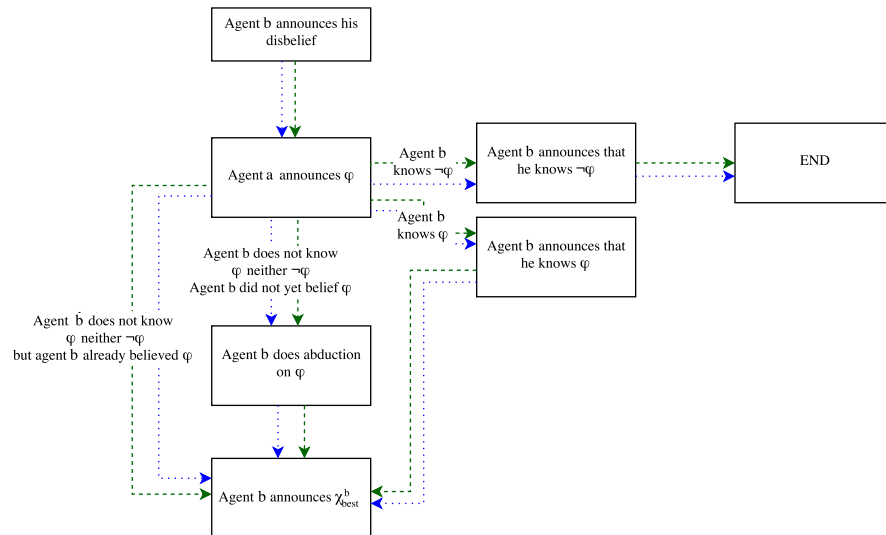 Agent b announces his
disbelief
Agent a announces φ
Agent b
knows ¬φ
Agent b announces that
he knows ¬φ
END
Agent b
knows φ
Agent b announces that
he knows φ
Agent b does not know
φ neither ¬φ
Agent b did not yet belief φ
Agent b does not know
φ neither ¬φ
but agent b already believed φ
Agent b does abduction
on φ
Agent b announces χ^b_best